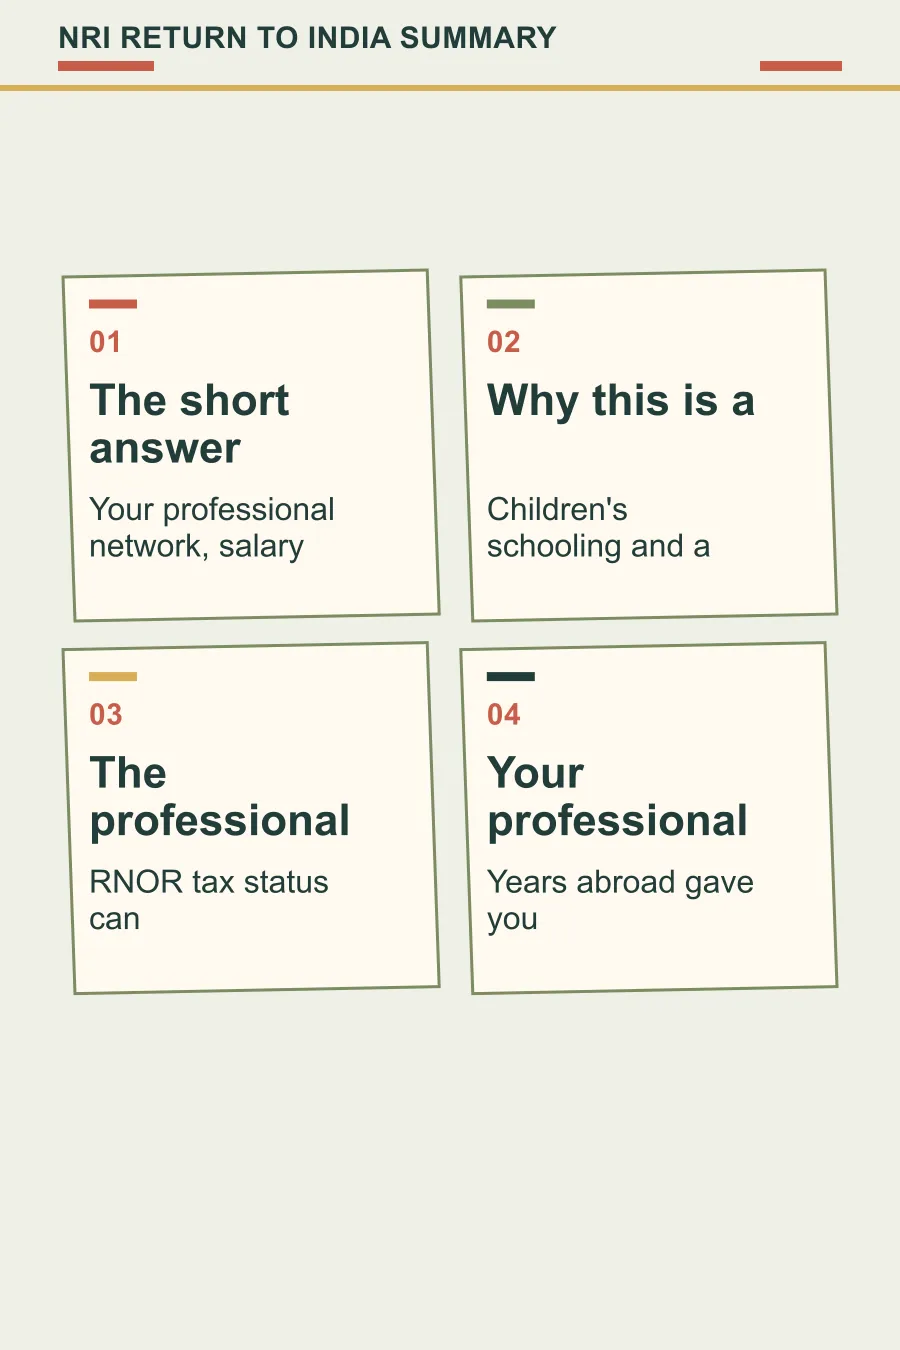 NRI RETURN TO INDIA SUMMARY
01
The short
answer
Your professional
network, salary
02
Why this is a
Children's
schooling and a
03
The
professional
RNOR tax status
can
04
Your
professional
Years abroad gave
you